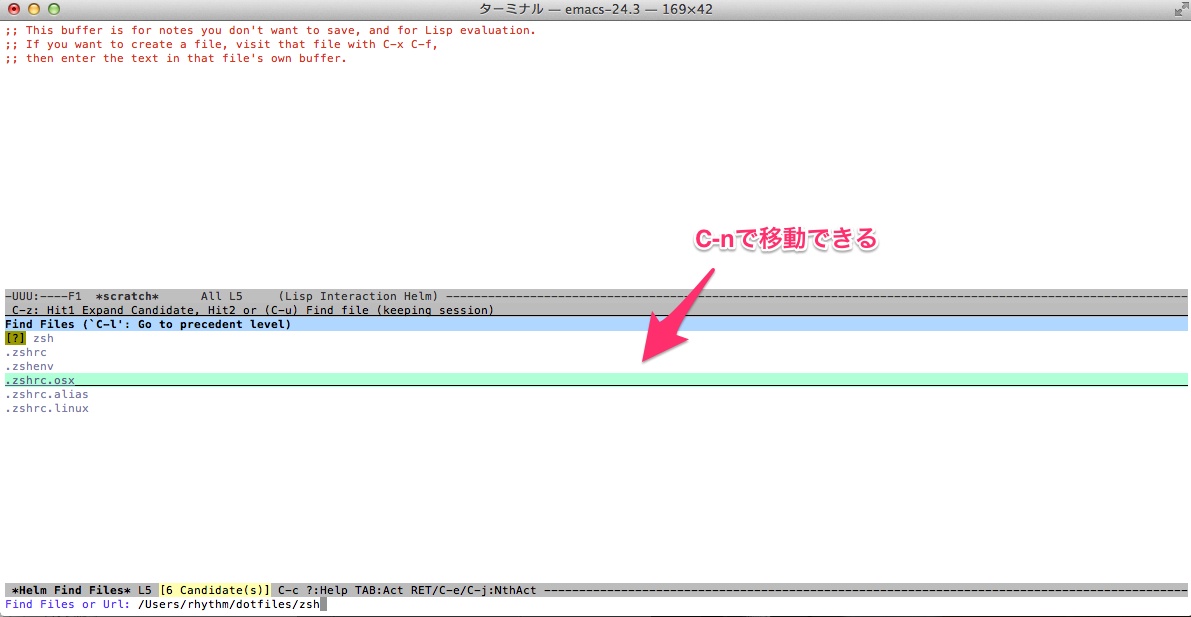 ターミナル — emacs-24.3 — 169×42
;; This buffer is for notes you don't want to save, and for Lisp evaluation.
;; If you want to create a file, visit that file with C-x C-f,
;; then enter the text in that file's own buffer.
C-nで移動できる
-UUU:----F1  *scratch*      All L5     (Lisp Interaction Helm) --------------------------------------------------------------------------------------------------------
 C-z: Hit1 Expand Candidate, Hit2 or (C-u) Find file (keeping session)
Find Files (`C-l': Go to precedent level)
[?] zsh
.zshrc
.zshenv
.zshrc.osx
.zshrc.alias
.zshrc.linux
 *Helm Find Files* L5 [6 Candidate(s)] C-c ?:Help TAB:Act RET/C-e/C-j:NthAct --------------------------------------------------------------------------------------------
Find Files or Url: /Users/rhythm/dotfiles/zsh